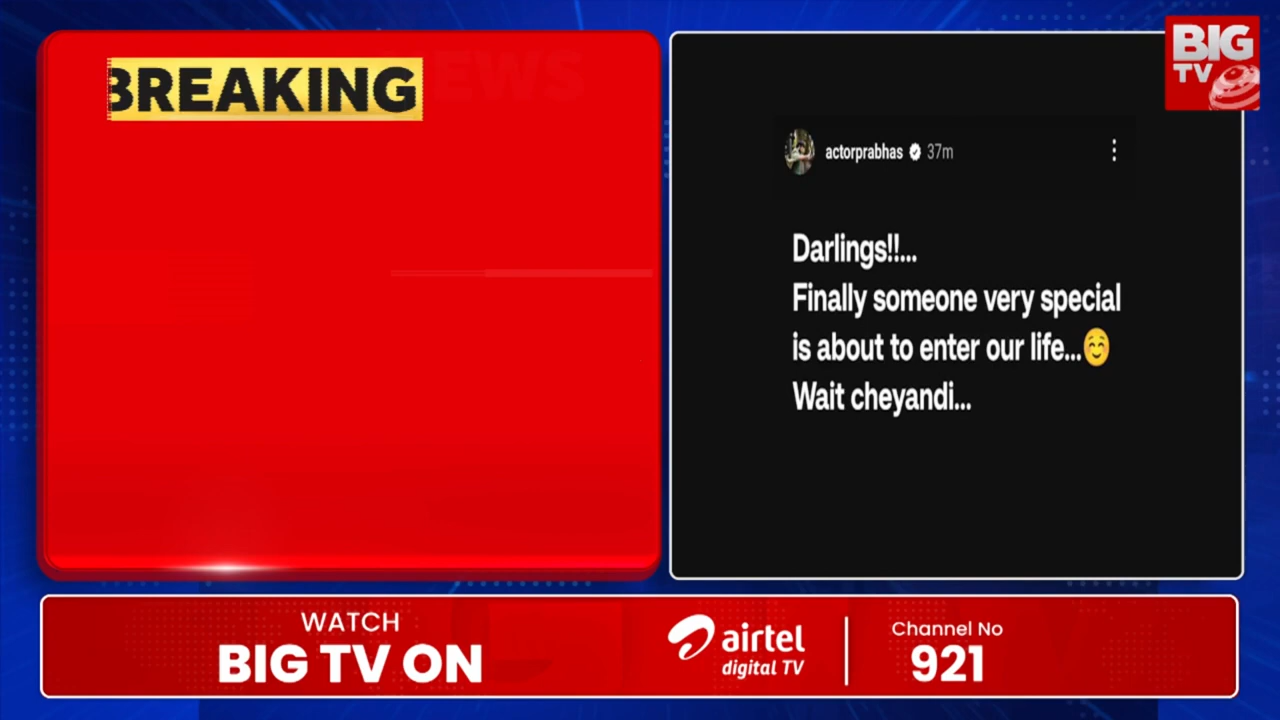 BREAKING NEWS
BIG
TV
actorprabhas 37m
Darlings!!...
Finally someone very special
is about to enter our life...☺️
Wait cheyandi...
WATCH
BIG TV ON
airtel
digital TV
Channel No
921